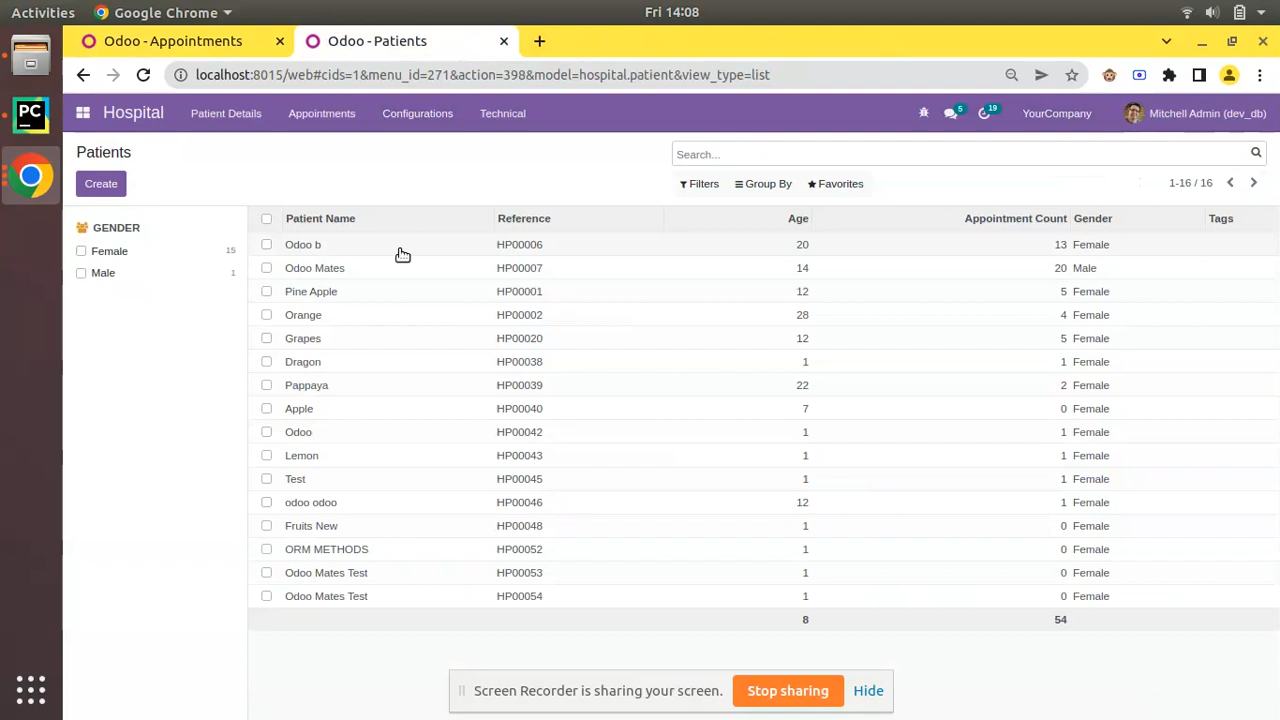 Activities Google Chrome Fri 14:08
Odoo - Appointments Odoo - Patients
localhost:8015/web#cids=1&menu_id=271&action=398&model=hospital.patient&view_type=list
Hospital Patient Details Appointments Configurations Technical 5 19 YourCompany Mitchell Admin (dev_db)
Patients Search...
Create Filters Group By Favorites 1-16 / 16
GENDER
Female 15
Male 1
Patient Name Reference Age Appointment Count Gender Tags
Odoo b HP00006 20 13 Female
Odoo Mates HP00007 14 20 Male
Pine Apple HP00001 12 5 Female
Orange HP00002 28 4 Female
Grapes HP00020 12 5 Female
Dragon HP00038 1 1 Female
Pappaya HP00039 22 2 Female
Apple HP00040 7 0 Female
Odoo HP00042 1 1 Female
Lemon HP00043 1 1 Female
Test HP00045 1 1 Female
odoo odoo HP00046 12 1 Female
Fruits New HP00048 1 0 Female
ORM METHODS HP00052 1 0 Female
Odoo Mates Test HP00053 1 0 Female
Odoo Mates Test HP00054 1 0 Female
8 54
Screen Recorder is sharing your screen. Stop sharing Hide
PC